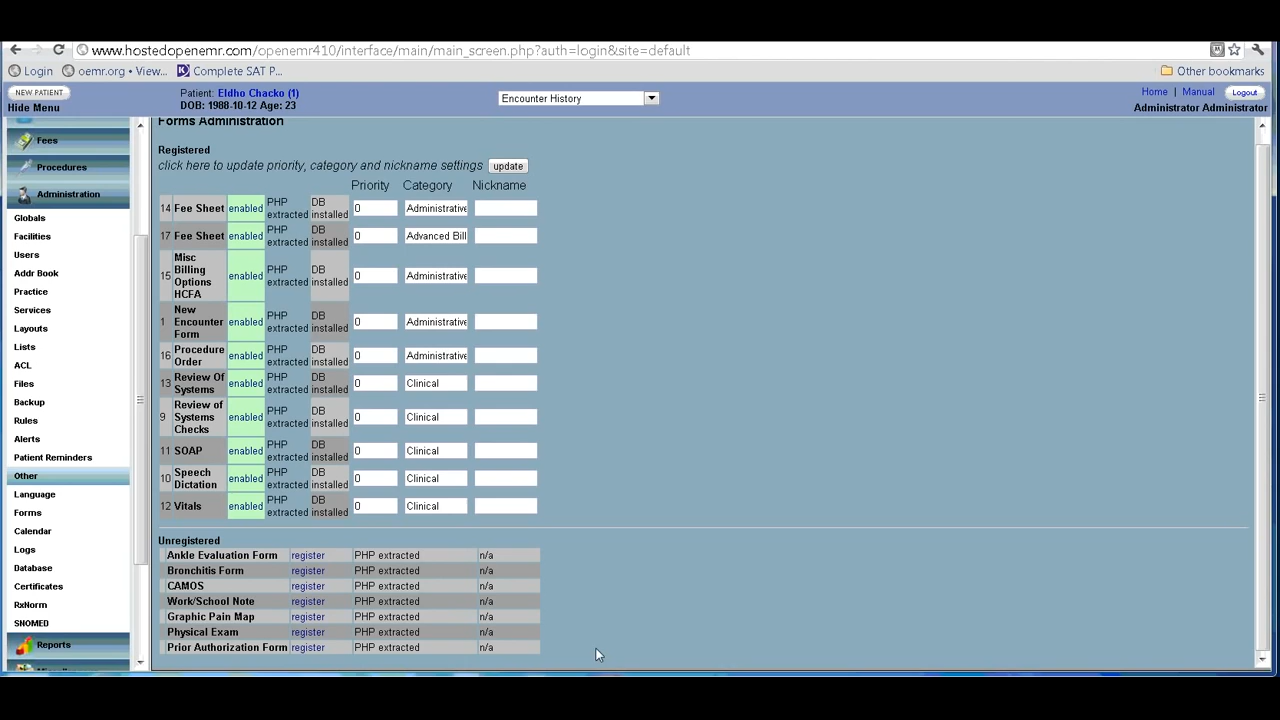 www.hostedopenemr.com/openemr410/interface/main/main_screen.php?auth=login&site=default
Login oemr.org • View... Complete SAT P... Other bookmarks
NEW PATIENT
Hide Menu
Patient: Eldho Chacko (1)
DOB: 1988-10-12 Age: 23
Encounter History
Home | Manual Logout
Administrator Administrator
Fees
Procedures
Administration
Globals
Facilities
Users
Addr Book
Practice
Services
Layouts
Lists
ACL
Files
Backup
Rules
Alerts
Patient Reminders
Other
Language
Forms
Calendar
Logs
Database
Certificates
RxNorm
SNOMED
Reports
Forms Administration
Registered
click here to update priority, category and nickname settings update
Priority Category Nickname
14 Fee Sheet enabled PHP extracted DB installed 0 Administrative
17 Fee Sheet enabled PHP extracted DB installed 0 Advanced Bill
15 Misc Billing Options HCFA enabled PHP extracted DB installed 0 Administrative
1 New Encounter Form enabled PHP extracted DB installed 0 Administrative
16 Procedure Order enabled PHP extracted DB installed 0 Administrative
13 Review Of Systems enabled PHP extracted DB installed 0 Clinical
9 Review of Systems Checks enabled PHP extracted DB installed 0 Clinical
11 SOAP enabled PHP extracted DB installed 0 Clinical
10 Speech Dictation enabled PHP extracted DB installed 0 Clinical
12 Vitals enabled PHP extracted DB installed 0 Clinical
Unregistered
Ankle Evaluation Form register PHP extracted n/a
Bronchitis Form register PHP extracted n/a
CAMOS register PHP extracted n/a
Work/School Note register PHP extracted n/a
Graphic Pain Map register PHP extracted n/a
Physical Exam register PHP extracted n/a
Prior Authorization Form register PHP extracted n/a